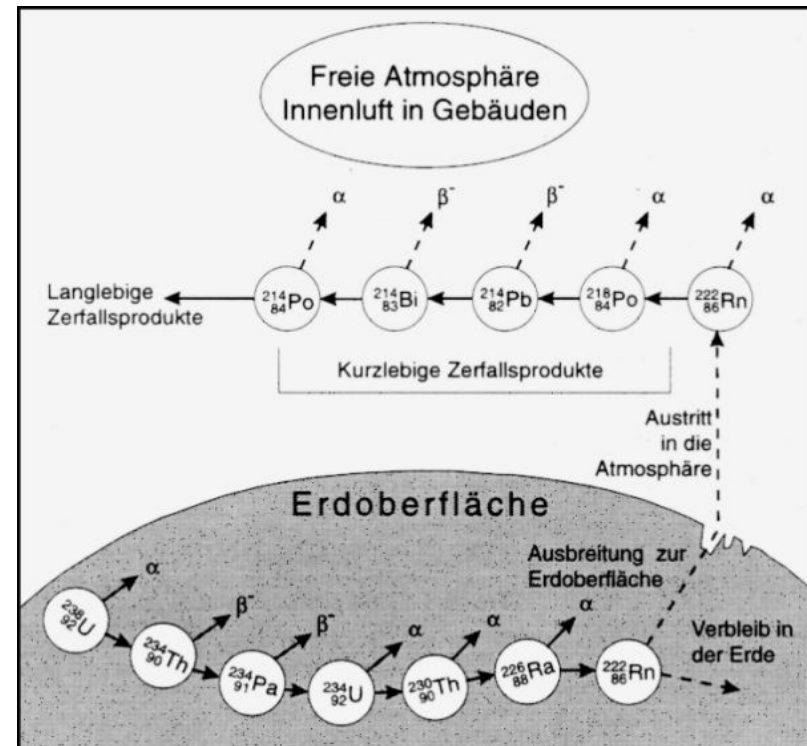 Freie Atmosphäre
Innenluft in Gebäuden
α
β⁻
β⁻
α
α
Langlebige
Zerfallsprodukte
²¹⁴₈₄Po
²¹⁴₈₃Bi
²¹⁴₈₂Pb
²¹⁸₈₄Po
²²²₈₆Rn
Kurzlebige Zerfallsprodukte
Austritt
in die
Atmosphäre
Erdoberfläche
Ausbreitung zur
Erdoberfläche
α
β⁻
β⁻
α
α
α
Verbleib in
der Erde
²³⁸₉₂U
²³⁴₉₀Th
²³⁴₉₁Pa
²³⁴₉₂U
²³⁰₉₀Th
²²⁶₈₈Ra
²²²₈₆Rn